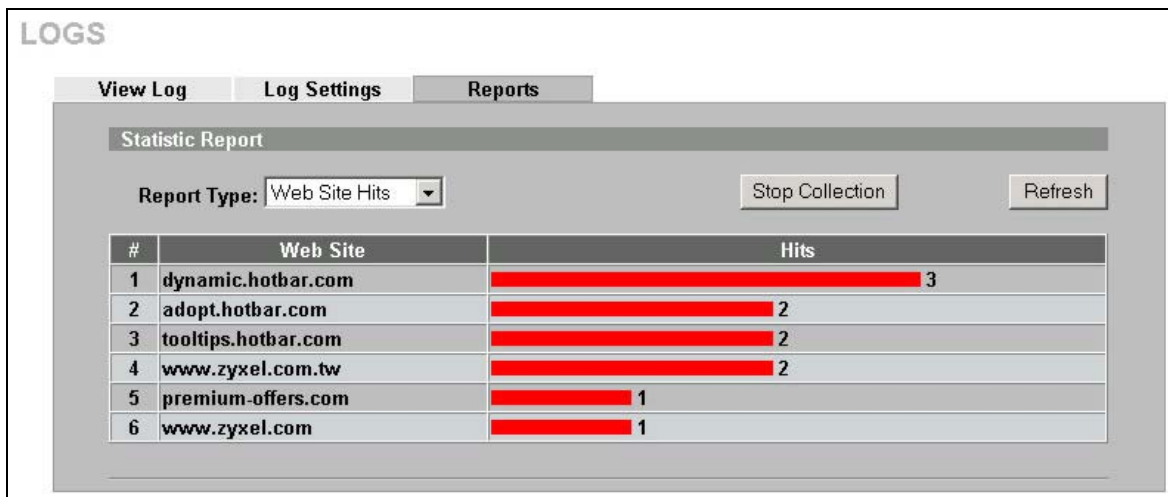 LOGS
View Log Log Settings Reports
Statistic Report
Report Type: Web Site Hits Stop Collection Refresh
# Web Site Hits
1 dynamic.hotbar.com 3
2 adopt.hotbar.com 2
3 tooltips.hotbar.com 2
4 www.zyxel.com.tw 2
5 premium-offers.com 1
6 www.zyxel.com 1